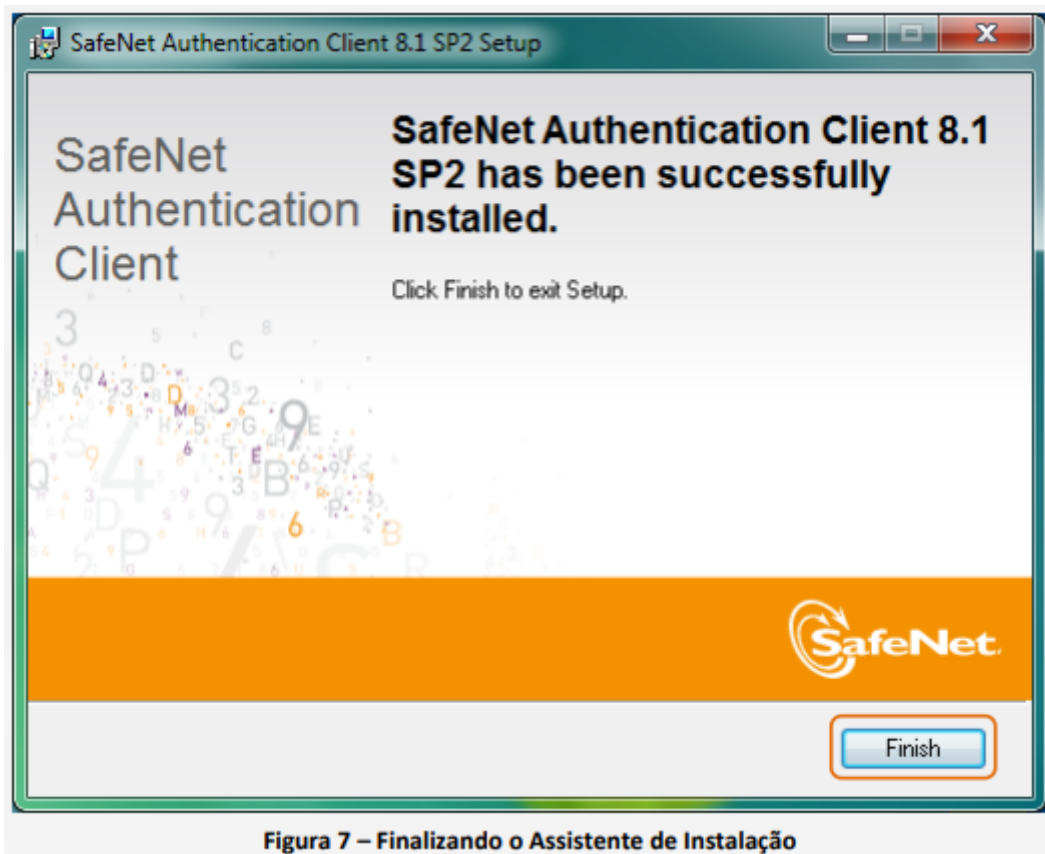 SafeNet Authentication Client 8.1 SP2 Setup
SafeNet
Authentication
Client
SafeNet Authentication Client 8.1
SP2 has been successfully
installed.
Click Finish to exit Setup.
SafeNet.
Finish
Figura 7 – Finalizando o Assistente de Instalação